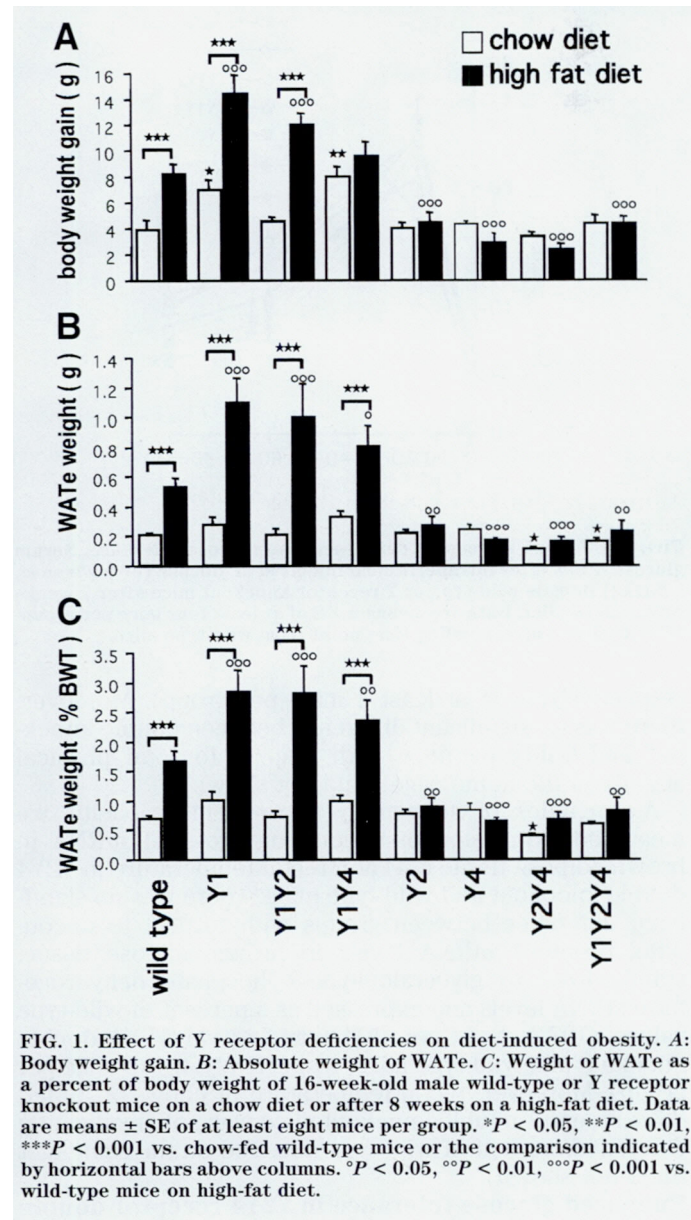 A
chow diet
high fat diet
body weight gain ( g )
16
14
12
10
8
6
4
2
0
★★★
★
★★★
°°°
★★★
°°°
★★
°°°
°°°
°°°
°°°
B
WATe weight ( g )
1.4
1.2
1.0
0.8
0.6
0.4
0.2
0.0
★★★
★★★
°°°
★★★
°°°
★★★
°
°°
°°°
★
°°°
★
°°
C
WATe weight ( % BWT )
3.5
3.0
2.5
2.0
1.5
1.0
0.5
0.0
★★★
★★★
°°°
★★★
°°°
★★★
°°
°°
°°°
★
°°°
°°
wild type
Y1
Y1Y2
Y1Y4
Y2
Y4
Y2Y4
Y1Y2Y4
FIG. 1. Effect of Y receptor deficiencies on diet-induced obesity. A:
Body weight gain. B: Absolute weight of WATe. C: Weight of WATe as
a percent of body weight of 16-week-old male wild-type or Y receptor
knockout mice on a chow diet or after 8 weeks on a high-fat diet. Data
are means ± SE of at least eight mice per group. *P < 0.05, **P < 0.01,
***P < 0.001 vs. chow-fed wild-type mice or the comparison indicated
by horizontal bars above columns. °P < 0.05, °°P < 0.01, °°°P < 0.001 vs.
wild-type mice on high-fat diet.